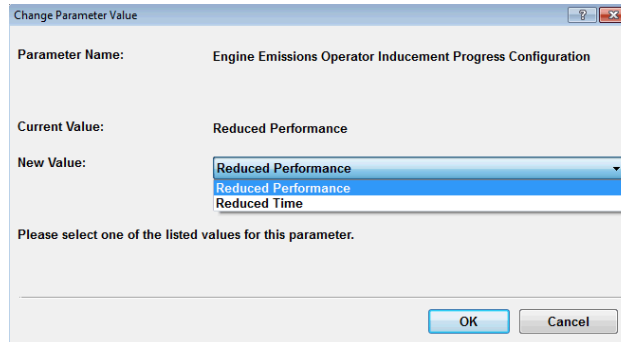 Change Parameter Value
?
Parameter Name: Engine Emissions Operator Inducement Progress Configuration
Current Value: Reduced Performance
New Value: Reduced Performance
Reduced Performance
Reduced Time
Please select one of the listed values for this parameter.
OK Cancel